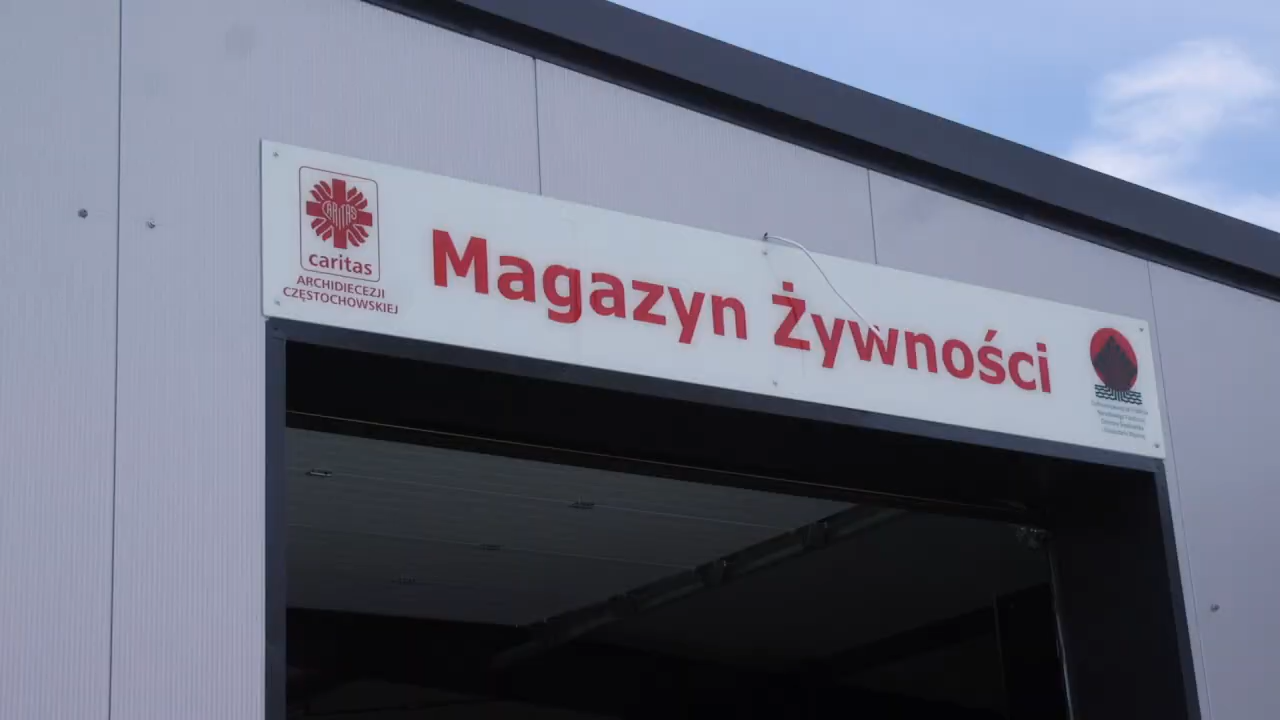 CARITAS
caritas
ARCHIDIECEZJI
CZĘSTOCHOWSKIEJ
Magazyn Żywności